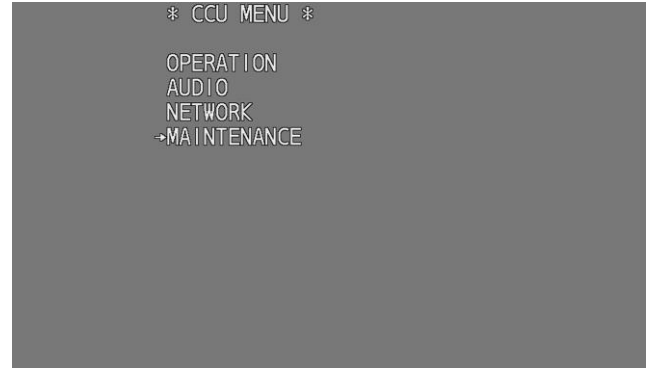 * CCU MENU *
OPERATION
AUDIO
NETWORK
→MAINTENANCE